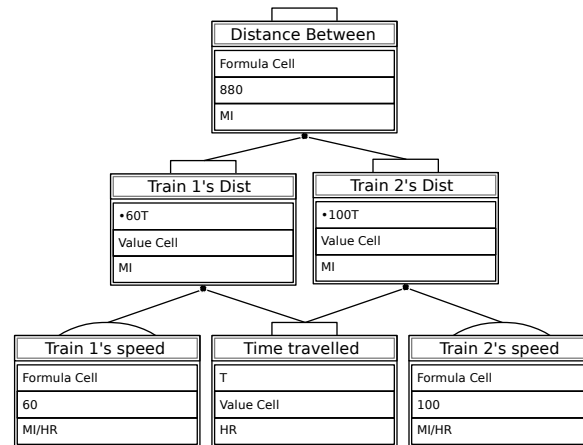 Distance Between
Formula Cell
880
MI
Train 1's Dist
•60T
Value Cell
MI
Train 2's Dist
•100T
Value Cell
MI
Train 1's speed
Formula Cell
60
MI/HR
Time travelled
T
Value Cell
HR
Train 2's speed
Formula Cell
100
MI/HR